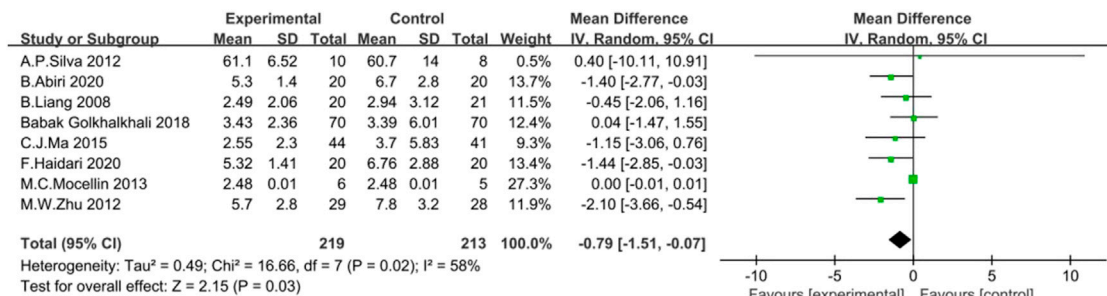 Experimental Control Mean Difference Mean Difference
Study or Subgroup Mean SD Total Mean SD Total Weight IV, Random, 95% CI IV, Random, 95% CI
A.P.Silva 2012 61.1 6.52 10 60.7 14 8 0.5% 0.40 [-10.11, 10.91]
B.Abiri 2020 5.3 1.4 20 6.7 2.8 20 13.7% -1.40 [-2.77, -0.03]
B.Liang 2008 2.49 2.06 20 2.94 3.12 21 11.5% -0.45 [-2.06, 1.16]
Babak Golkhalkhali 2018 3.43 2.36 70 3.39 6.01 70 12.4% 0.04 [-1.47, 1.55]
C.J.Ma 2015 2.55 2.3 44 3.7 5.83 41 9.3% -1.15 [-3.06, 0.76]
F.Haidari 2020 5.32 1.41 20 6.76 2.88 20 13.4% -1.44 [-2.85, -0.03]
M.C.Mocellin 2013 2.48 0.01 6 2.48 0.01 5 27.3% 0.00 [-0.01, 0.01]
M.W.Zhu 2012 5.7 2.8 29 7.8 3.2 28 11.9% -2.10 [-3.66, -0.54]
Total (95% CI) 219 213 100.0% -0.79 [-1.51, -0.07]
Heterogeneity: Tau² = 0.49; Chi² = 16.66, df = 7 (P = 0.02); I² = 58%
Test for overall effect: Z = 2.15 (P = 0.03)
-10 -5 0 5 10
Favours [experimental] Favours [control]